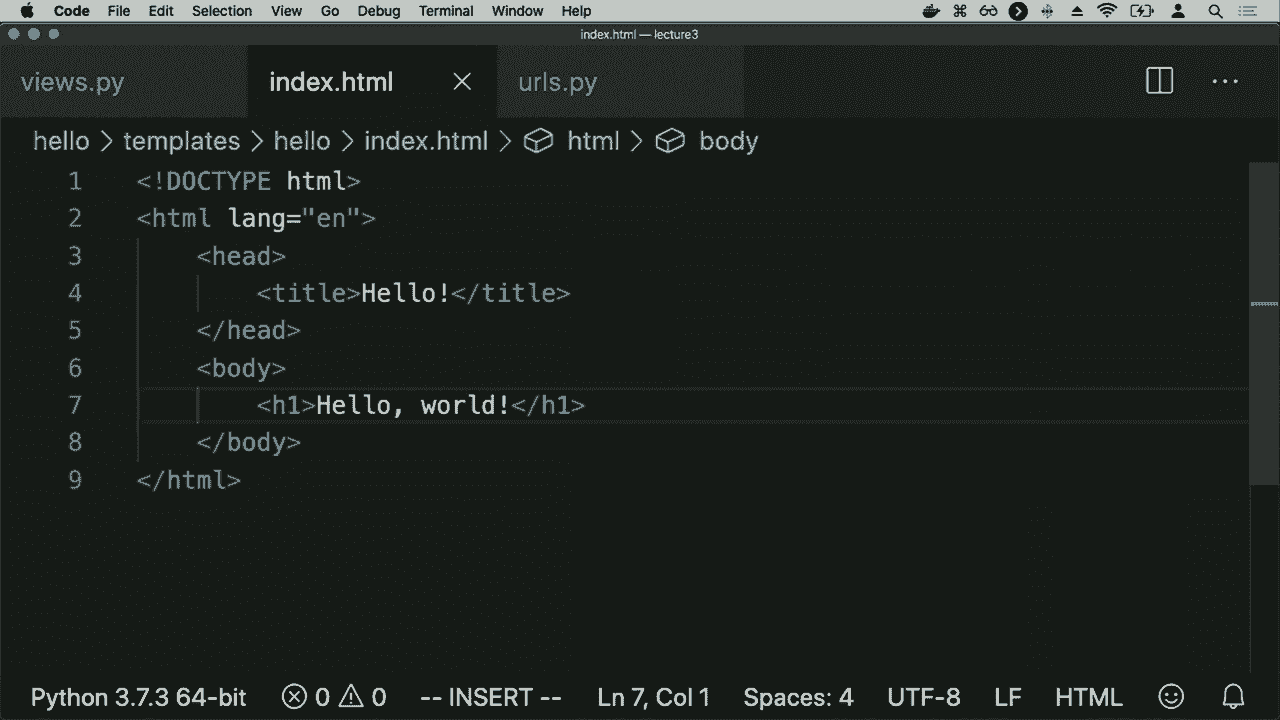 Code File Edit Selection View Go Debug Terminal Window Help
index.html — lecture3
views.py index.html urls.py
hello > templates > hello > index.html > html > body
1 <!DOCTYPE html>
2 <html lang="en">
3 <head>
4 <title>Hello!</title>
5 </head>
6 <body>
7 <h1>Hello, world!</h1>
8 </body>
9 </html>
Python 3.7.3 64-bit 0 0 -- INSERT -- Ln 7, Col 1 Spaces: 4 UTF-8 LF HTML